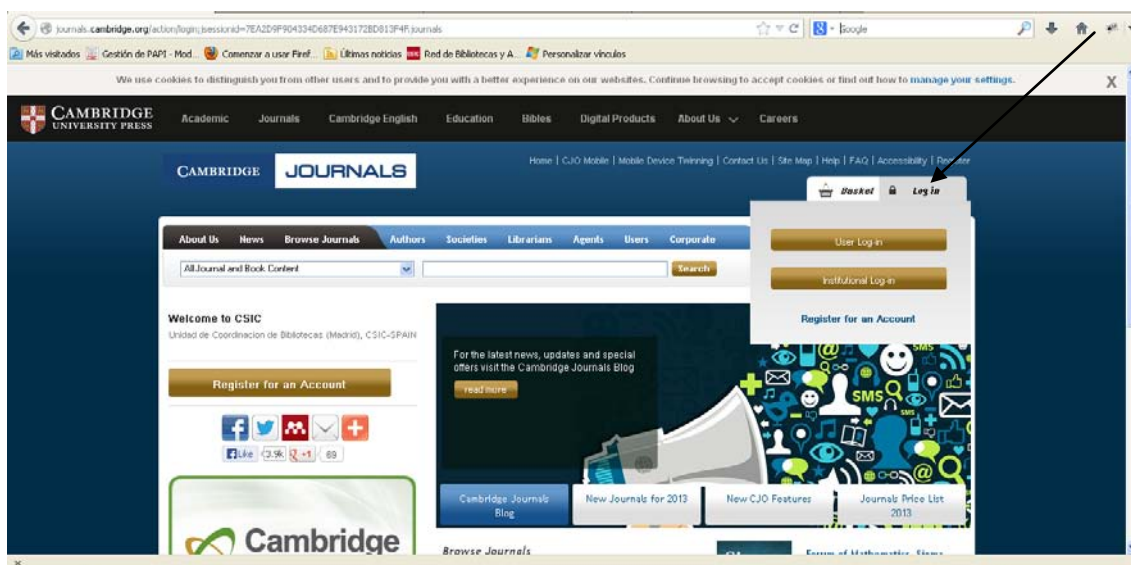 journals.cambridge.org/action/login;jsessionid=7EA2D9F904334D687E943172BD813F4F.journals
Google
Más visitados Gestión de PAPI - Mod... Comenzar a usar Firef... Últimas noticias Red de Bibliotecas y A... Personalizar vínculos
We use cookies to distinguish you from other users and to provide you with a better experience on our websites. Continue browsing to accept cookies or find out how to manage your settings. X
CAMBRIDGE
UNIVERSITY PRESS
Academic Journals Cambridge English Education Bibles Digital Products About Us Careers
Home | CJO Mobile | Mobile Device Twinning | Contact Us | Site Map | Help | FAQ | Accessibility | Register
CAMBRIDGE JOURNALS
Basket Log in
About Us News Browse Journals Authors Societies Librarians Agents Users Corporate
User Log-in
All Journal and Book Content Search
Institutional Log-in
Register for an Account
Welcome to CSIC
Unidad de Coordinacion de Bibliotecas (Madrid), CSIC-SPAIN
For the latest news, updates and special
offers visit the Cambridge Journals Blog
read more
Register for an Account
SMS
SMS
Like 3.9k +1 69
Cambridge Journals
Blog
New Journals for 2013
New CJO Features
Journals Price List
2013
Cambridge
Browse Journals
Forum of Mathematics, Sigma